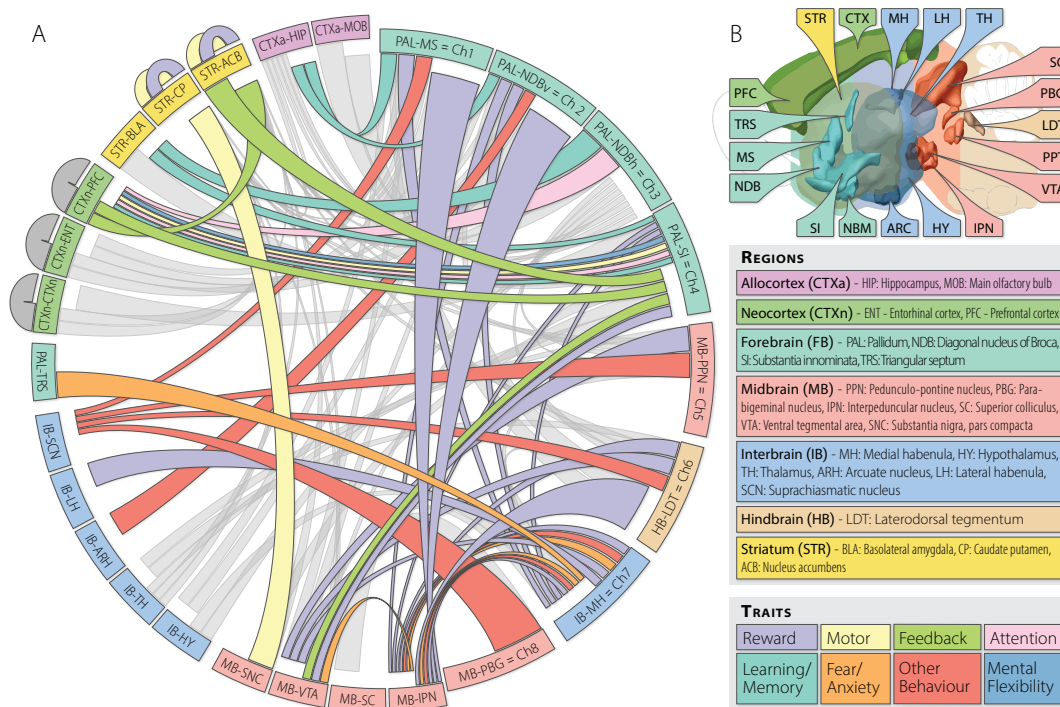 A
CTXa-HIP
CTXa-MOB
PAL-MS = Ch1
PAL-NDBv = Ch 2
PAL-NDBh = Ch3
PAL-SI = Ch4
MB-PPN = Ch5
HB-LDT = Ch6
IB-MH = Ch7
MB-PBG = Ch8
MB-IPN
MB-SC
MB-VTA
MB-SNC
IB-HY
IB-TH
IB-ARH
IB-LH
IB-SCN
PAL-TRS
CTXn-CTXn
CTXn-ENT
CTXn-PFC
STR-BLA
STR-CP
STR-ACB
B
STR
CTX
MH
LH
TH
PFC
TRS
MS
NDB
SI
NBM
ARC
HY
IPN
PBG
LDT
VTA
REGIONS
Allocortex (CTXa) - HIP: Hippocampus, MOB: Main olfactory bulb
Neocortex (CTXn) - ENT - Entorhinal cortex, PFC - Prefrontal cortex
Forebrain (FB) - PAL: Pallidum, NDB: Diagonal nucleus of Broca,
SI: Substantia innominata, TRS: Triangular septum
Midbrain (MB) - PPN: Pedunculo-pontine nucleus, PBG: Para-
bigeminal nucleus, IPN: Interpeduncular nucleus, SC: Superior colliculus,
VTA: Ventral tegmental area, SNC: Substantia nigra, pars compacta
Interbrain (IB) - MH: Medial habenula, HY: Hypothalamus,
TH: Thalamus, ARH: Arcuate nucleus, LH: Lateral habenula,
SCN: Suprachiasmatic nucleus
Hindbrain (HB) - LDT: Laterodorsal tegmentum
Striatum (STR) - BLA: Basolateral amygdala, CP: Caudate putamen,
ACB: Nucleus accumbens
TRAITS
Reward
Motor
Feedback
Attention
Learning/
Memory
Fear/
Anxiety
Other
Behaviour
Mental
Flexibility